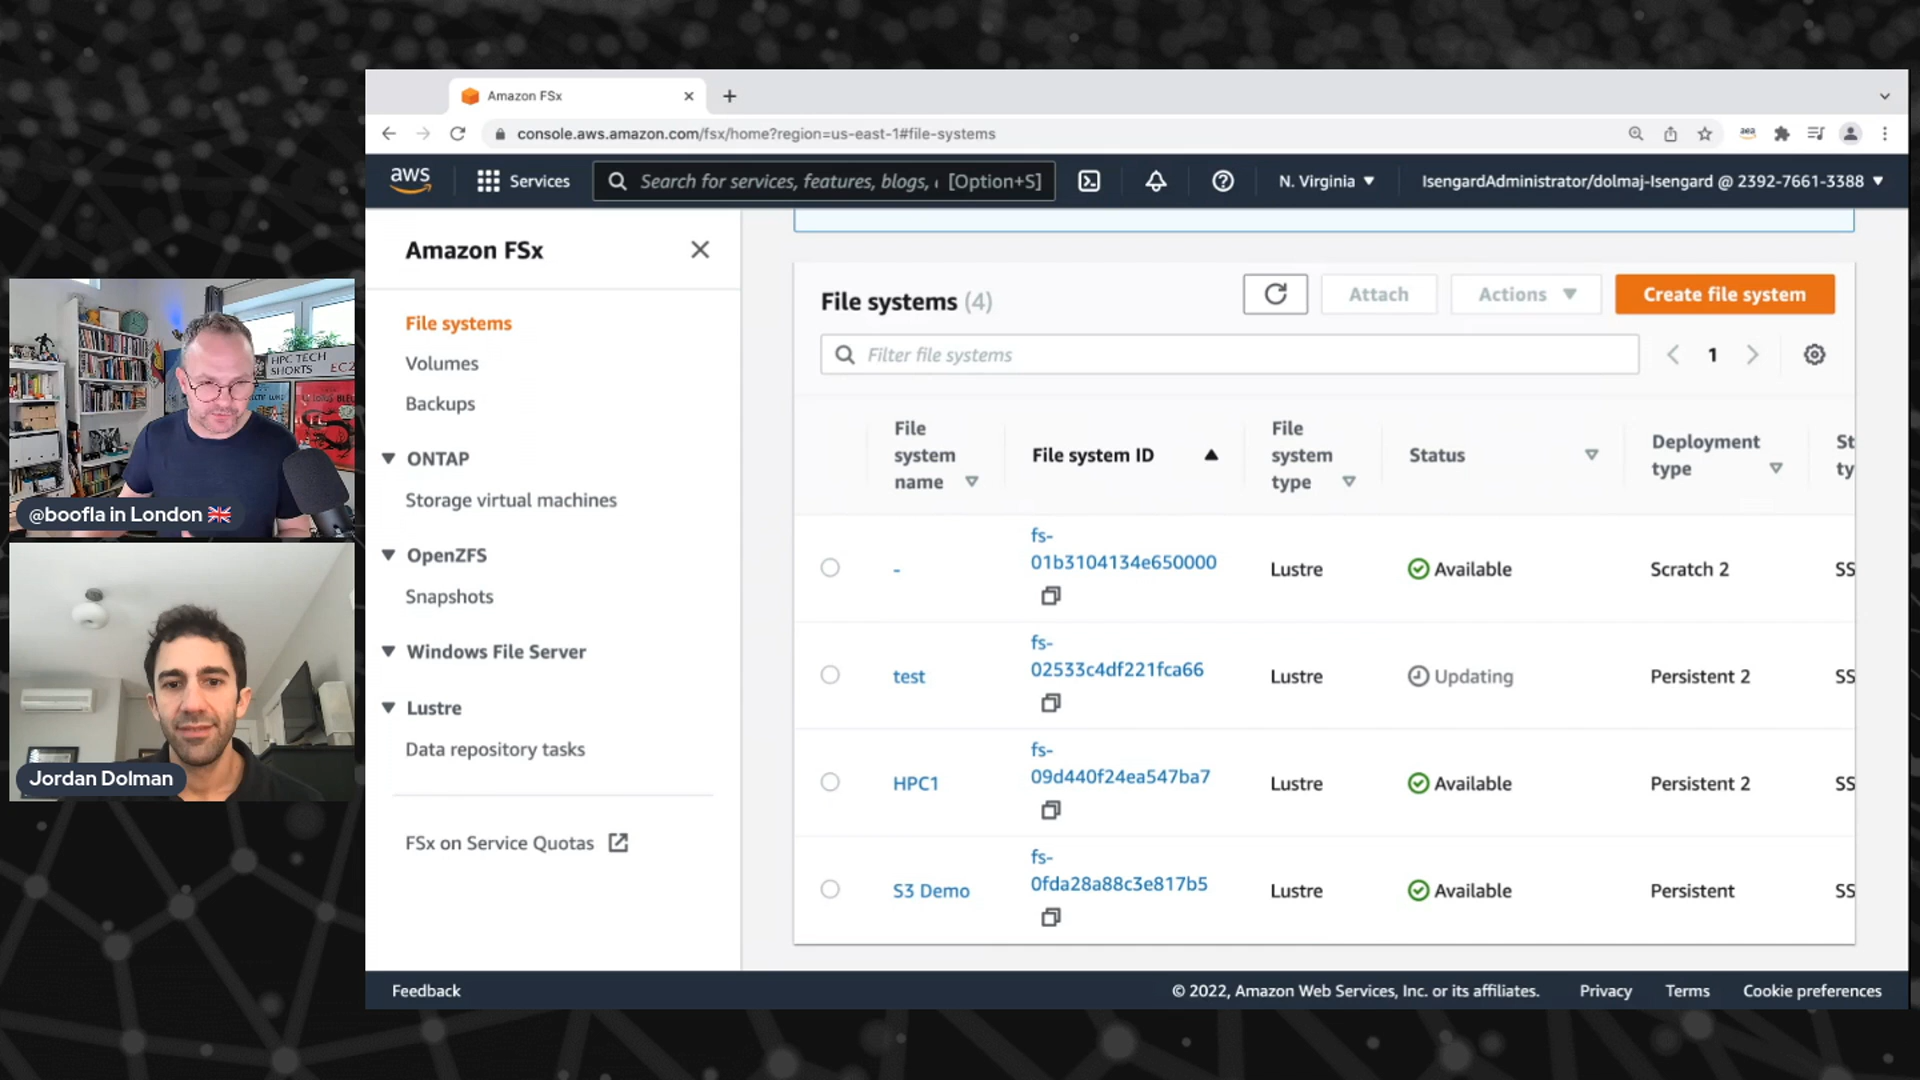 Amazon FSx
console.aws.amazon.com/fsx/home?region=us-east-1#file-systems
aws
Services
Search for services, features, blogs, [Option+S]
N. Virginia
IsengardAdministrator/dolmaj-Isengard @ 2392-7661-3388
Amazon FSx
File systems
Volumes
Backups
ONTAP
Storage virtual machines
OpenZFS
Snapshots
Windows File Server
Lustre
Data repository tasks
FSx on Service Quotas
File systems (4)
Attach
Actions
Create file system
Filter file systems
1
File system name
File system ID
File system type
Status
Deployment type
St
ty
-
fs-
01b3104134e650000
Lustre
Available
Scratch 2
SS
test
fs-
02533c4df221fca66
Lustre
Updating
Persistent 2
SS
HPC1
fs-
09d440f24ea547ba7
Lustre
Available
Persistent 2
SS
S3 Demo
fs-
0fda28a88c3e817b5
Lustre
Available
Persistent
SS
Feedback
© 2022, Amazon Web Services, Inc. or its affiliates.
Privacy
Terms
Cookie preferences
HPC TECH
SHORTS
EC2
@boofla in London
Jordan Dolman